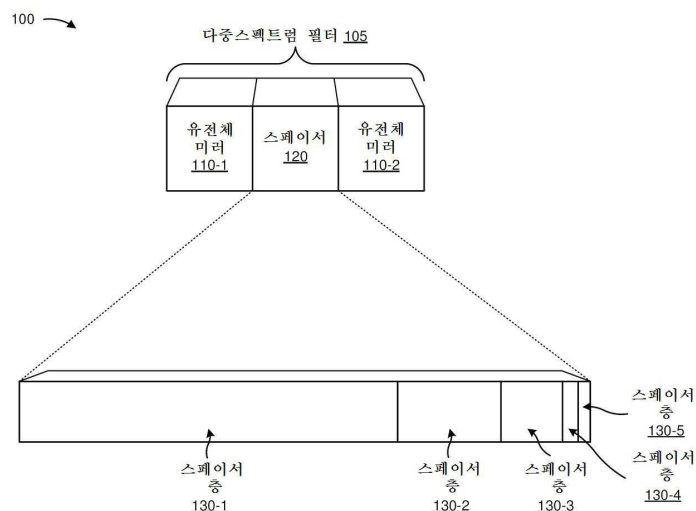 100
다중스펙트럼 필터 105
유전체
미러
110-1
스페이서
120
유전체
미러
110-2
스페이서
층
130-1
스페이서
층
130-2
스페이서
층
130-3
스페이서
층
130-4
스페이서
층
130-5